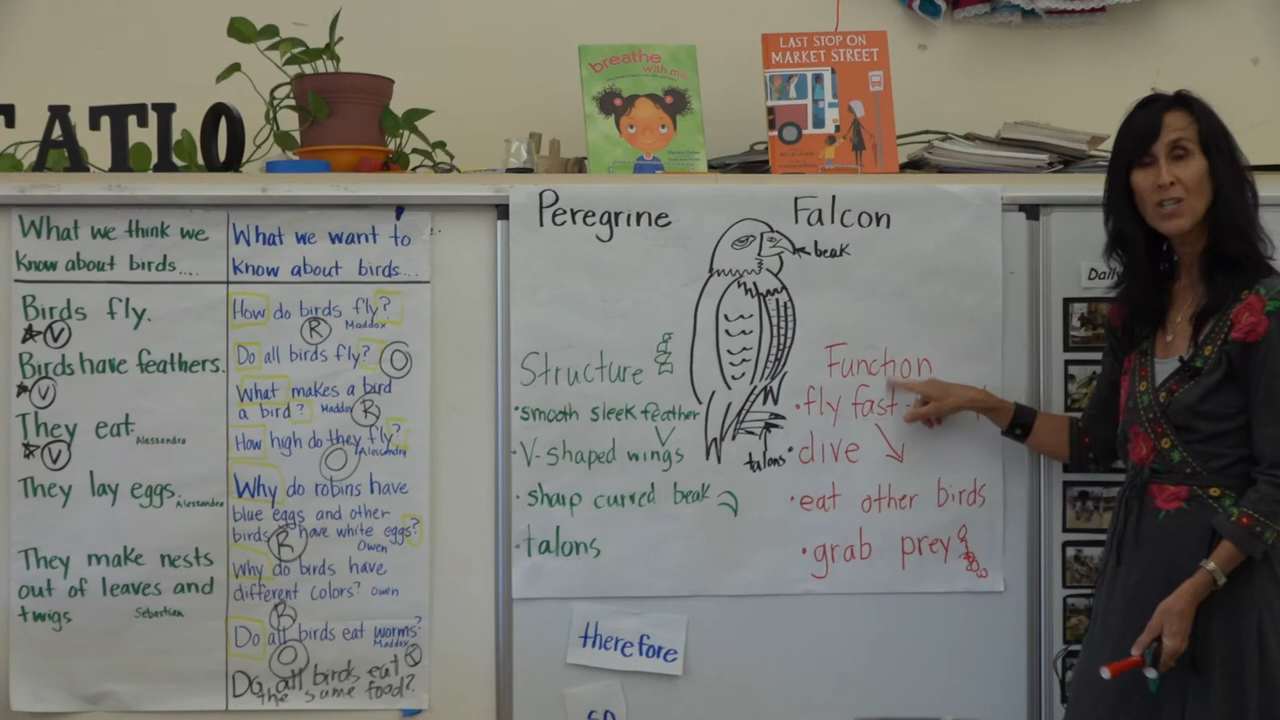 TATIO
breathe
with me
LAST STOP ON
MARKET STREET
What we think we
know about birds....
Birds fly.
V
Birds have feathers.
V
They eat.
Alessandra
V
They lay eggs.
Alessandra
They make nests
out of leaves and
twigs
Sebastian
What we want to
know about birds....
How do birds fly?
R Maddox
Do all birds fly? O
What makes a bird
a bird? Maddox R
How high do they fly?
Alessandra
O
Why do robins have
blue eggs and other
birds have white eggs?
R Owen
Why do birds have
different colors? Owen
R
Do all birds eat worms?
Maddox
O R
Do all birds eat
the same food?
Peregrine Falcon
beak
talons
Structure
•smooth sleek feather
•V-shaped wings
•sharp curved beak
•talons
Function
•fly fast
•dive
•eat other birds
•grab prey
therefore
so
Daily